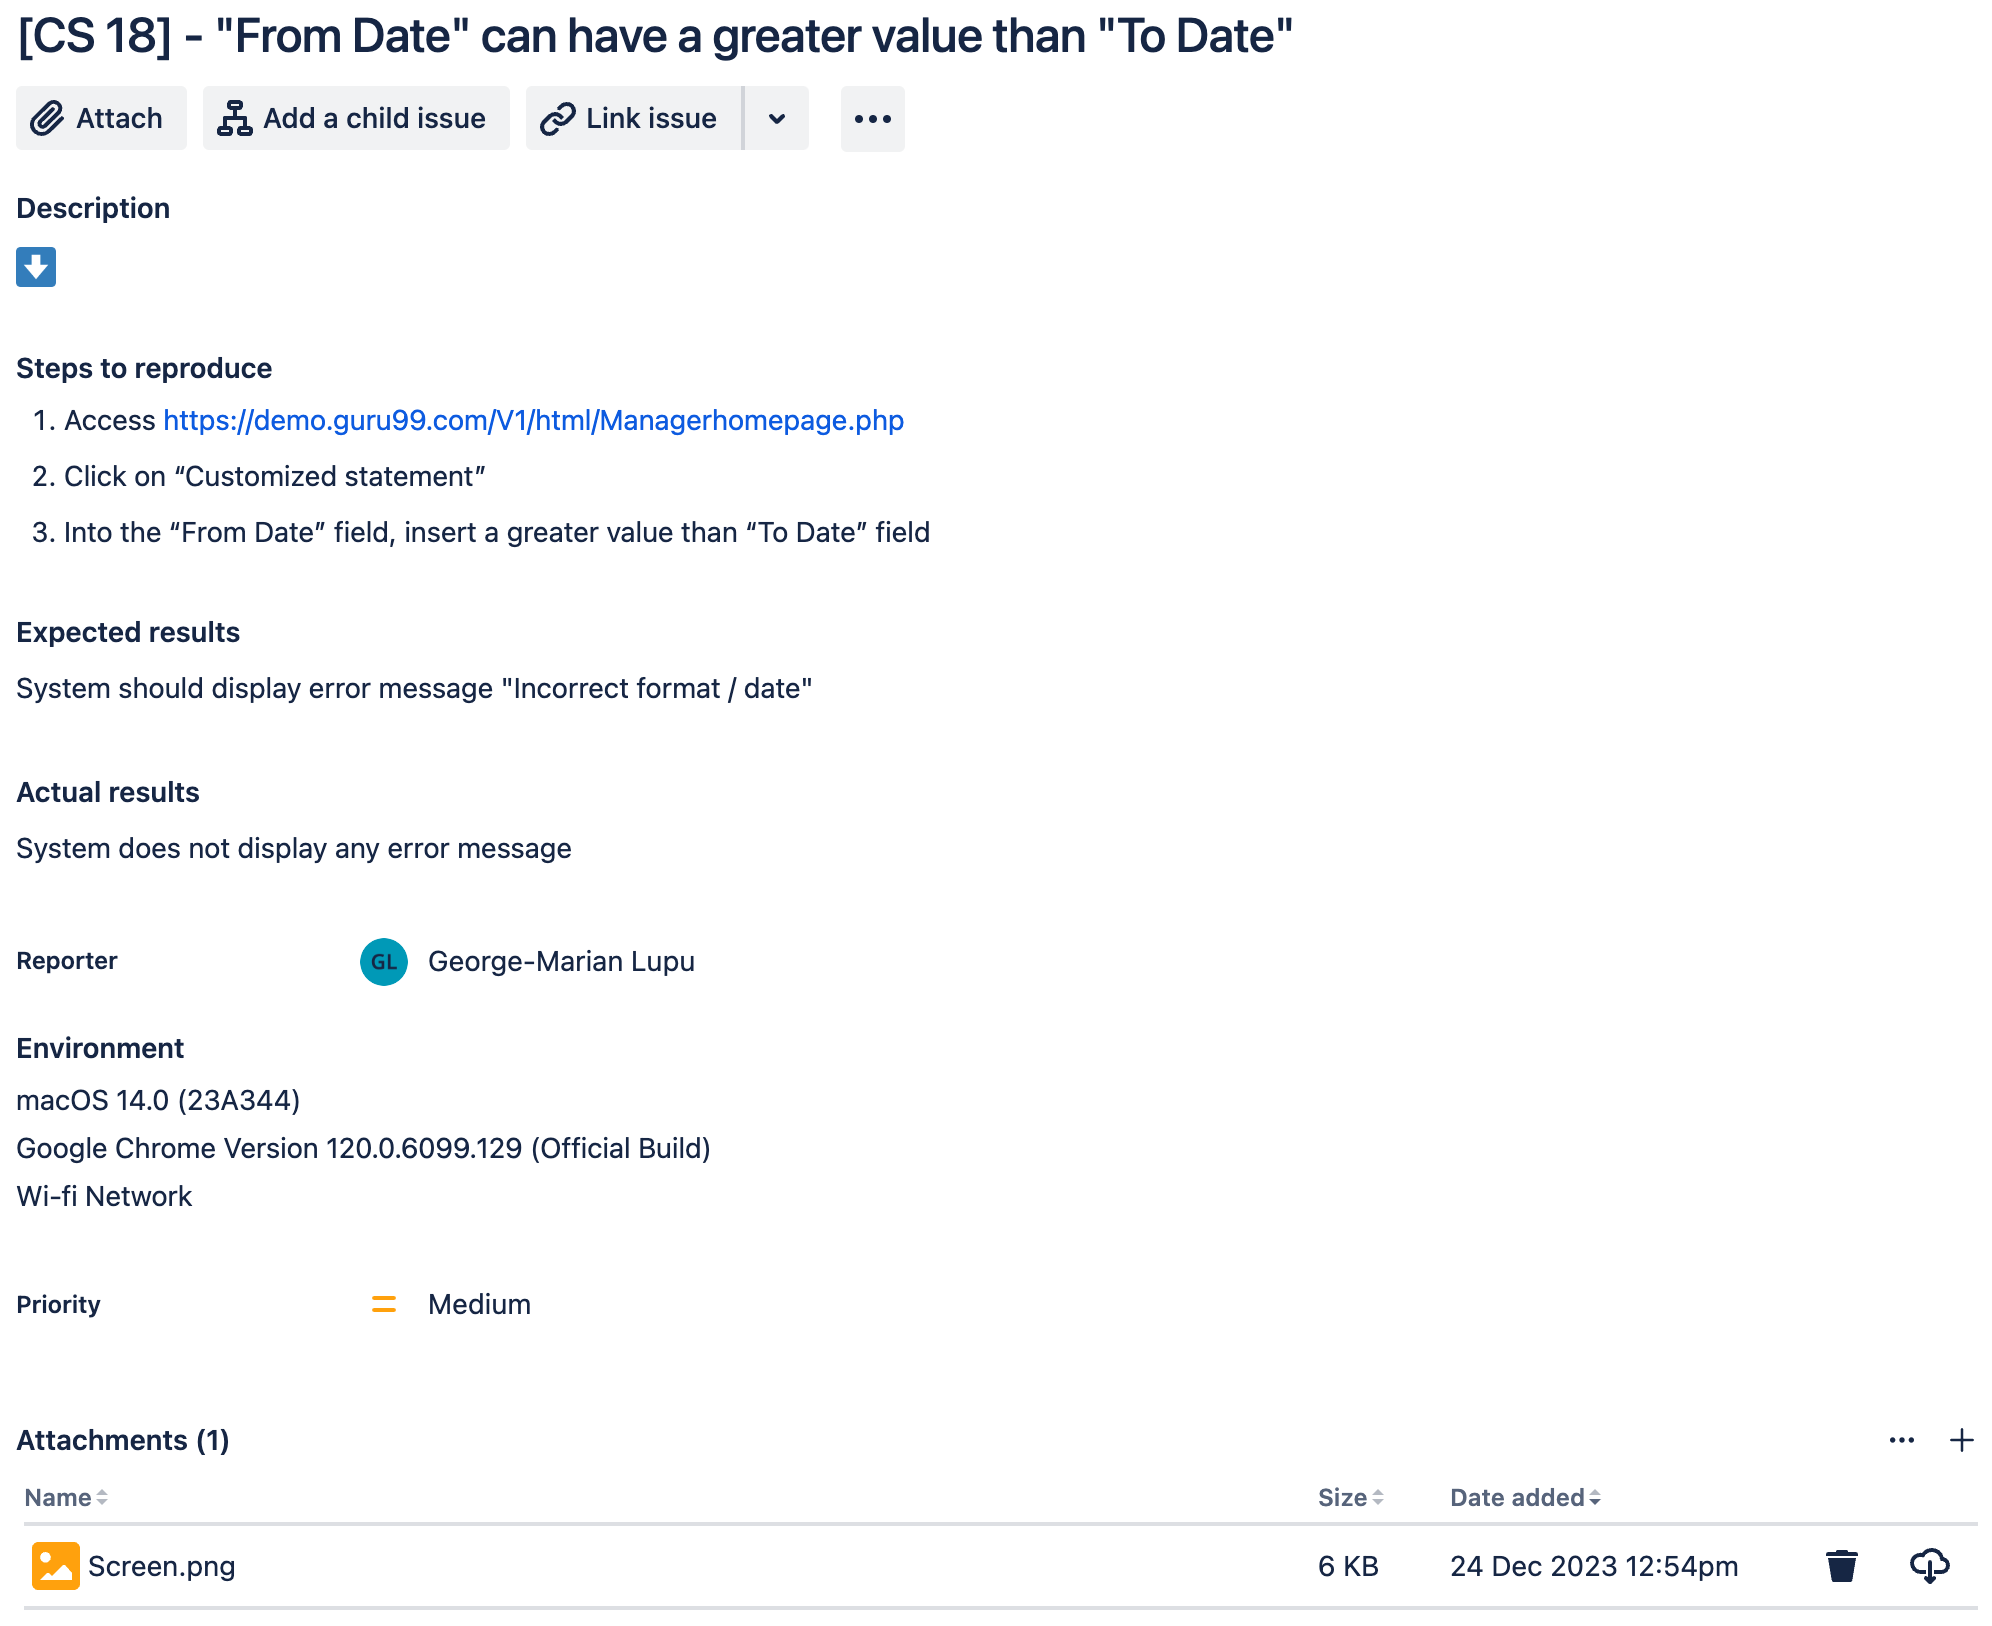 [CS 18] - "From Date" can have a greater value than "To Date"
Attach
Add a child issue
Link issue
Description
Steps to reproduce
1. Access https://demo.guru99.com/V1/html/Managerhomepage.php
2. Click on “Customized statement”
3. Into the “From Date” field, insert a greater value than “To Date” field
Expected results
System should display error message "Incorrect format / date"
Actual results
System does not display any error message
Reporter GL George-Marian Lupu
Environment
macOS 14.0 (23A344)
Google Chrome Version 120.0.6099.129 (Official Build)
Wi-fi Network
Priority Medium
Attachments (1)
Name Size Date added
Screen.png 6 KB 24 Dec 2023 12:54pm